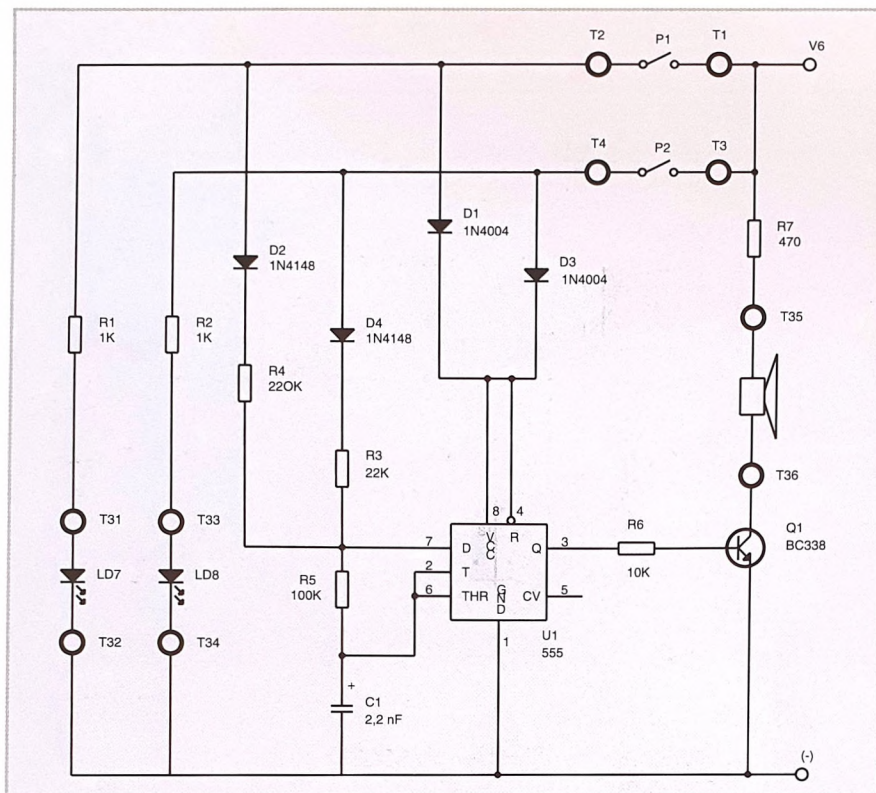 T2 P1 T1 V6
T4 P2 T3
D1
1N4004
R7
470
D2
1N4148
D3
1N4004
T35
R1
1K
R2
1K
D4
1N4148
R4
22OK
R3
22K
T36
8 4
T31
T33
V
CC
R
R6
Q1
BC338
7 D Q 3
2 T
10K
LD7
LD8
R5
100K
6 THR
GND
CV 5
T32
T34
1
U1
555
+
C1
2,2 nF
(-)